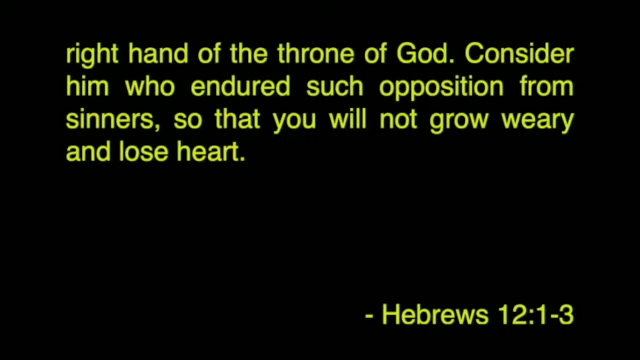 right hand of the throne of God. Consider
him who endured such opposition from
sinners, so that you will not grow weary
and lose heart.
- Hebrews 12:1-3